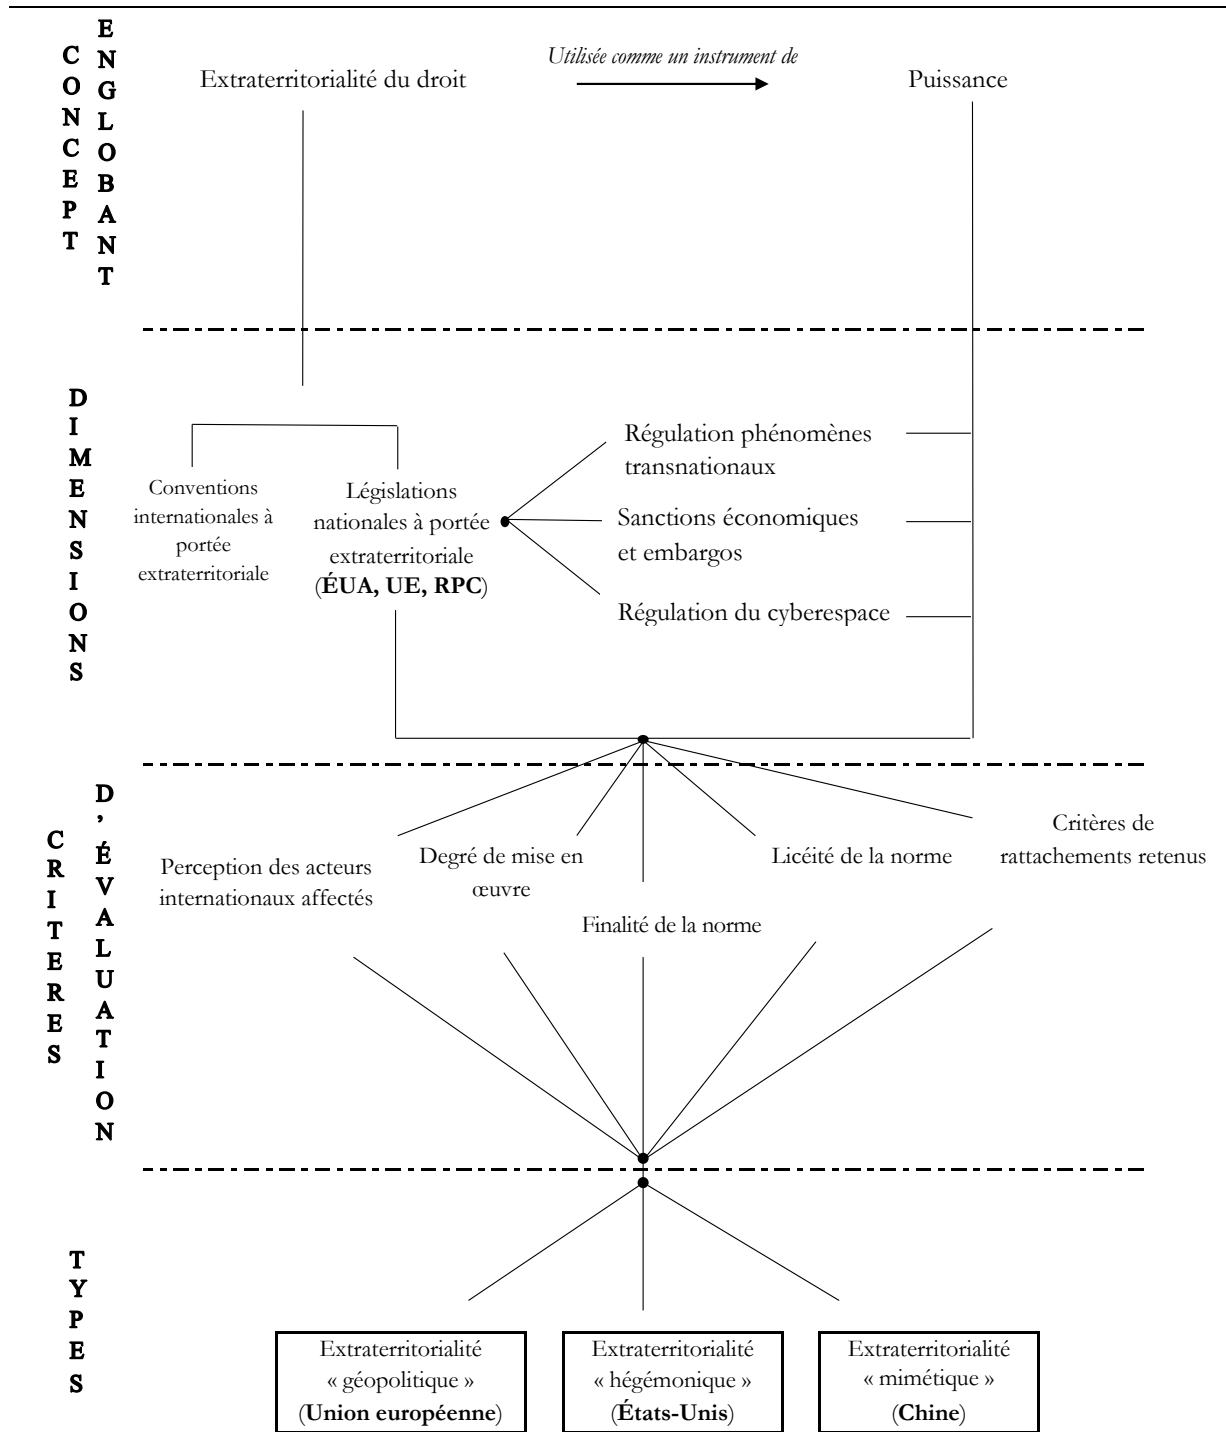 CONCEPT
ENGLOBANT
Extraterritorialité du droit
Utilisée comme un instrument de
Puissance
DIMENSIONS
Conventions
internationales à
portée
extraterritoriale
Législations
nationales à portée
extraterritoriale
(ÉUA, UE, RPC)
Régulation phénomènes
transnationaux
Sanctions économiques
et embargos
Régulation du cyberespace
CRITERES
D'ÉVALUATION
Perception des acteurs
internationaux affectés
Degré de mise en
œuvre
Finalité de la norme
Licéité de la norme
Critères de
rattachements retenus
TYPES
Extraterritorialité
« géopolitique »
(Union européenne)
Extraterritorialité
« hégémonique »
(États-Unis)
Extraterritorialité
« mimétique »
(Chine)